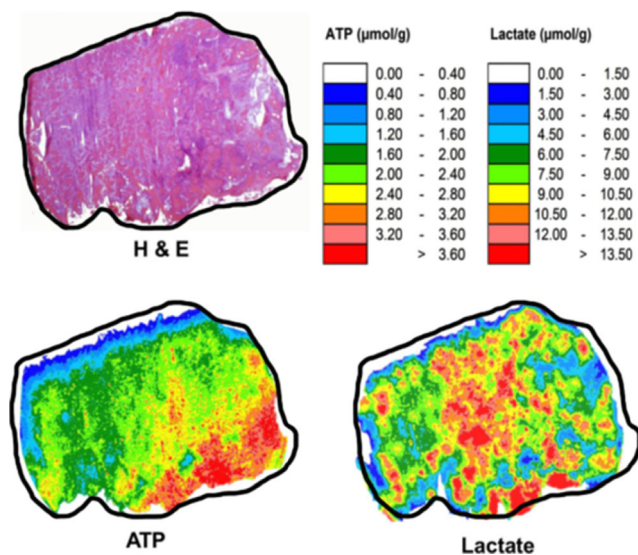 ATP (µmol/g)
Lactate (µmol/g)
0.00 - 0.40
0.40 - 0.80
0.80 - 1.20
1.20 - 1.60
1.60 - 2.00
2.00 - 2.40
2.40 - 2.80
2.80 - 3.20
3.20 - 3.60
> 3.60
0.00 - 1.50
1.50 - 3.00
3.00 - 4.50
4.50 - 6.00
6.00 - 7.50
7.50 - 9.00
9.00 - 10.50
10.50 - 12.00
12.00 - 13.50
> 13.50
H & E
ATP
Lactate